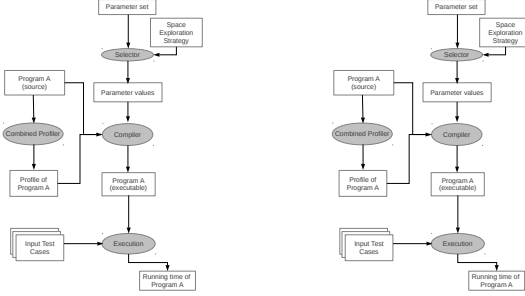 Parameter set
Space
Exploration
Strategy
Selector
Program A
(source)
Parameter values
Combined Profiler
Compiler
Profile of
Program A
Program A
(executable)
Input Test
Cases
Execution
Running time of
Program A
Parameter set
Space
Exploration
Strategy
Selector
Program A
(source)
Parameter values
Combined Profiler
Compiler
Profile of
Program A
Program A
(executable)
Input Test
Cases
Execution
Running time of
Program A